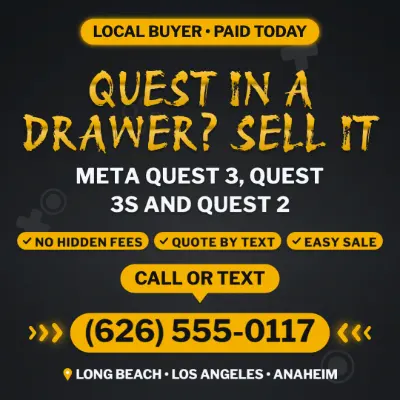 LOCAL BUYER • PAID TODAY
QUEST IN A
DRAWER? SELL IT
META QUEST 3, QUEST
3S AND QUEST 2
✓ NO HIDDEN FEES ✓ QUOTE BY TEXT ✓ EASY SALE
CALL OR TEXT
(626) 555-0117
LONG BEACH • LOS ANGELES • ANAHEIM